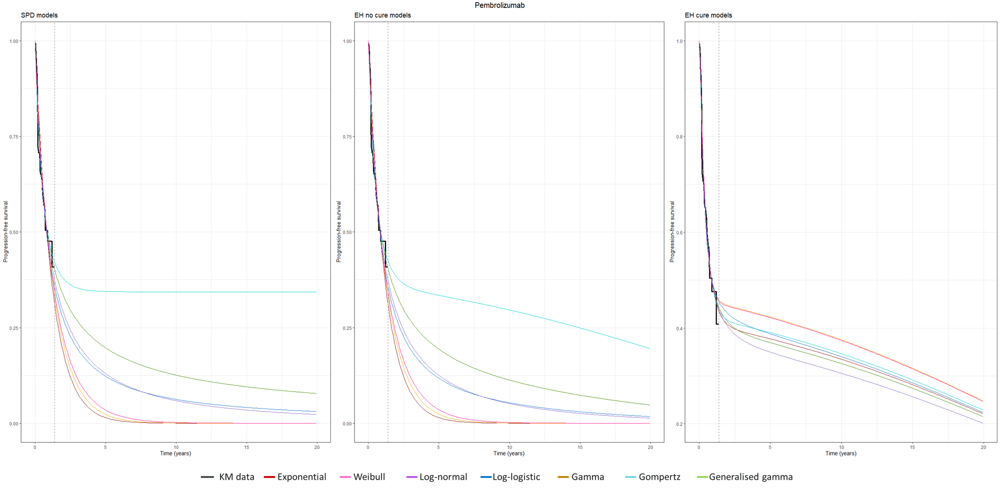 Pembrolizumab
SPD models
Progression-free survival
1.00
0.75
0.50
0.25
0.00
0 5 10 15 20
Time (years)
EH no cure models
Progression-free survival
1.00
0.75
0.50
0.25
0.00
0 5 10 15 20
Time (years)
EH cure models
Progression-free survival
1.0
0.8
0.6
0.4
0.2
0 5 10 15 20
Time (years)
KM data Exponential Weibull Log-normal Log-logistic Gamma Gompertz Generalised gamma